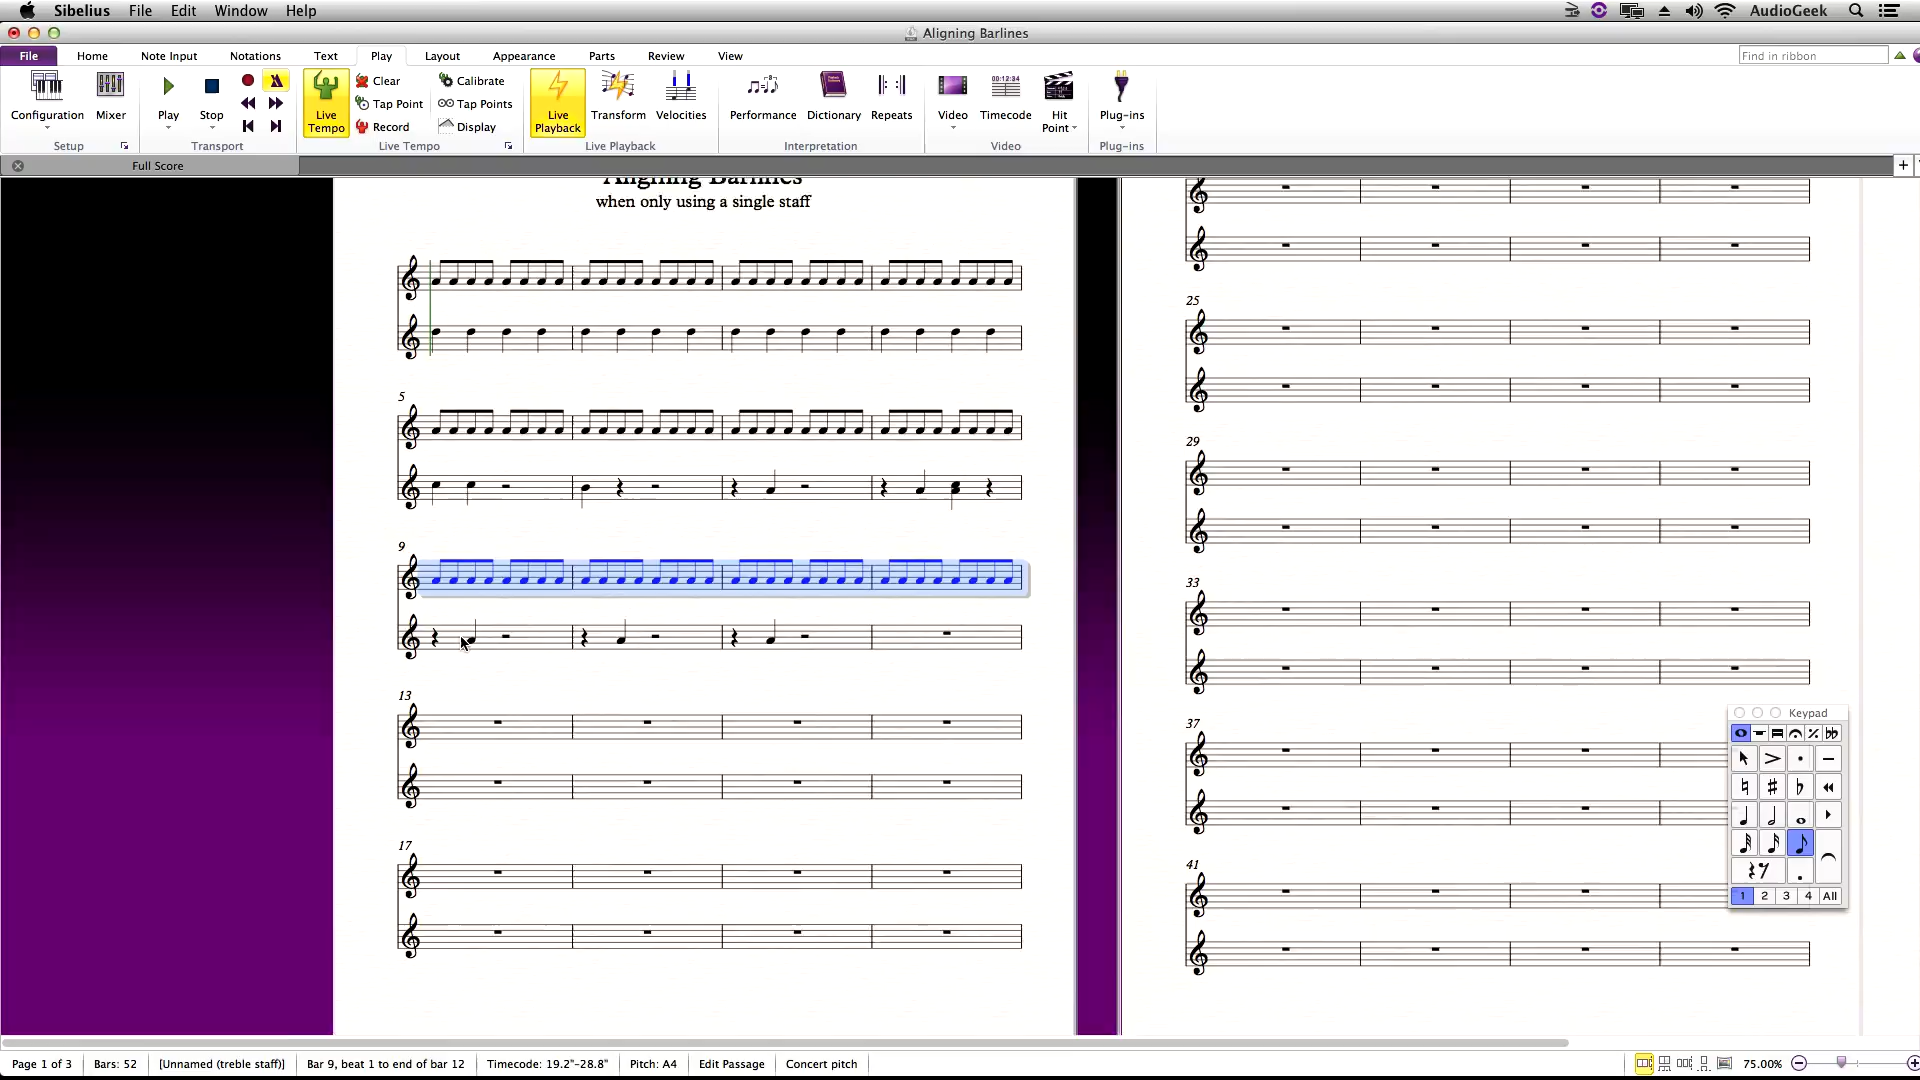 Sibelius File Edit Window Help AudioGeek
Aligning Barlines
File Home Note Input Notations Text Play Layout Appearance Parts Review View Find in ribbon
Configuration Mixer Play Stop Live Tempo Clear Tap Point Record Calibrate Tap Points Display Live Playback Transform Velocities Performance Dictionary Repeats Video 00:12:34 Timecode Hit Point Plug-ins
Setup Transport Live Tempo Live Playback Interpretation Video Plug-ins
Full Score
Aligning Barlines
when only using a single staff
5
9
13
17
25
29
33
37
41
Keypad
1 2 3 4 All
Page 1 of 3 Bars: 52 [Unnamed (treble staff)] Bar 9, beat 1 to end of bar 12 Timecode: 19.2"-28.8" Pitch: A4 Edit Passage Concert pitch 75.00%